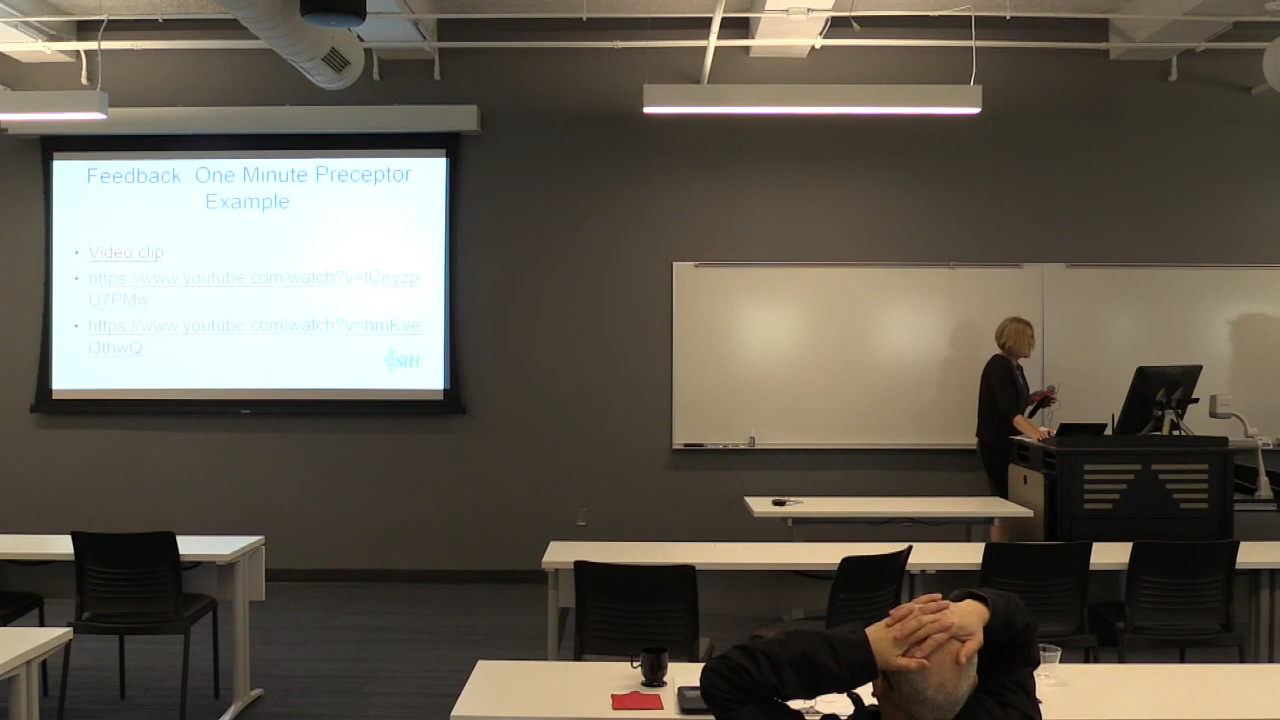 Feedback: One Minute Preceptor
Example
• Video clip
• https://www.youtube.com/watch?v=lCeyzp
U7PMw
• https://www.youtube.com/watch?v=hmKve
i3thwQ